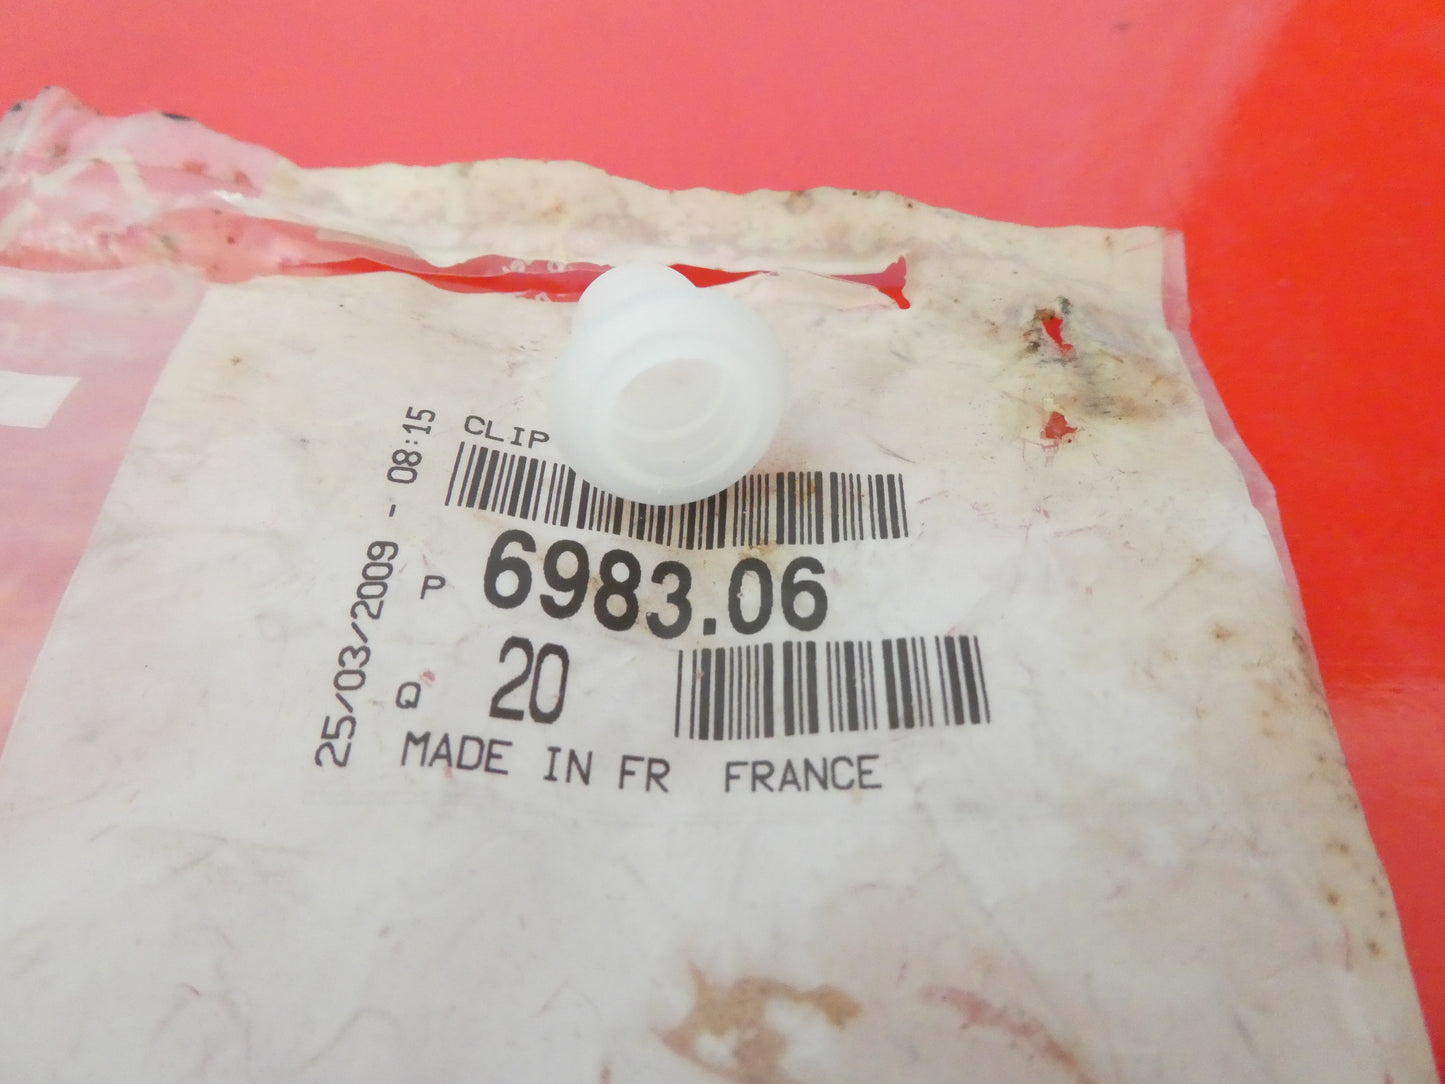 CLIP
P 6983.06
Q 20
MADE IN FR FRANCE
25/03/2009 - 08:15